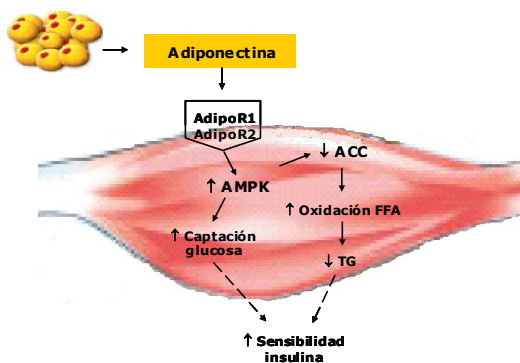 Adiponectina
AdipoR1
AdipoR2
↓ ACC
↑ AMPK
↑ Oxidación FFA
↑ Captación
glucosa
↓ TG
↑ Sensibilidad
insulina